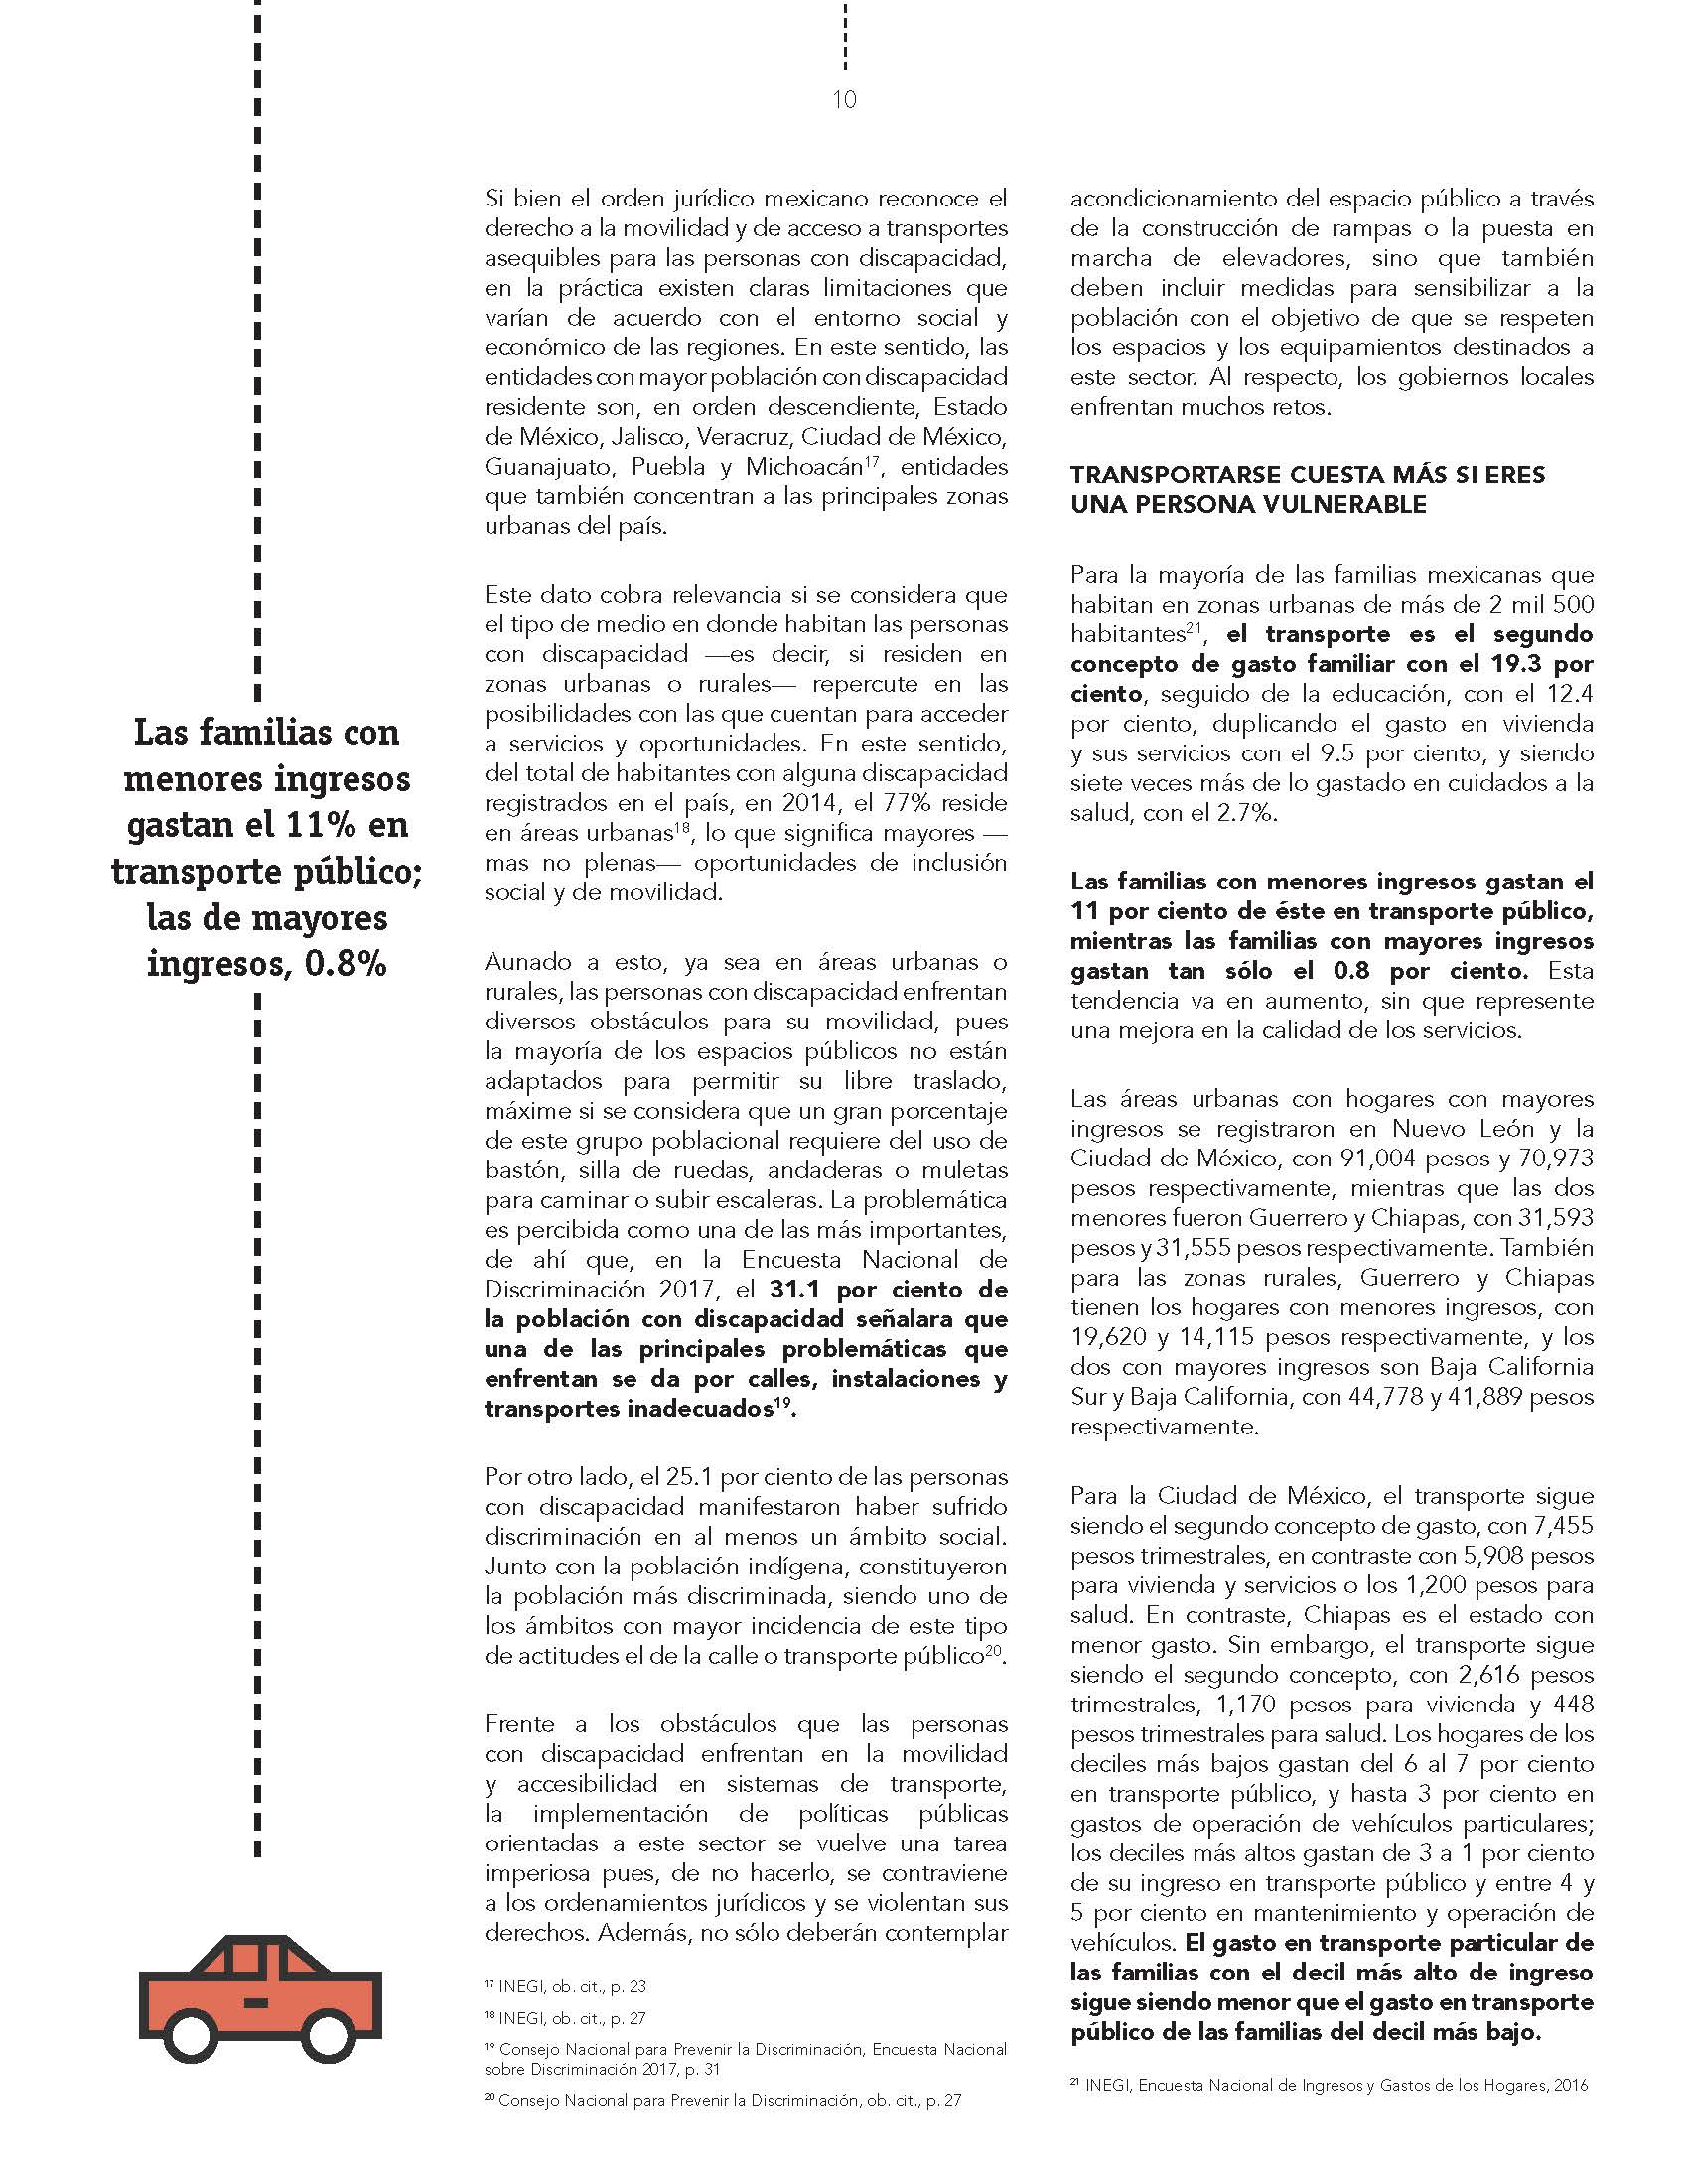 10
Las familias con
menores ingresos
gastan el 11% en
transporte público;
las de mayores
ingresos, 0.8%
Si bien el orden jurídico mexicano reconoce el
derecho a la movilidad y de acceso a transportes
asequibles para las personas con discapacidad,
en la práctica existen claras limitaciones que
varían de acuerdo con el entorno social y
económico de las regiones. En este sentido, las
entidades con mayor población con discapacidad
residente son, en orden descendiente, Estado
de México, Jalisco, Veracruz, Ciudad de México,
Guanajuato, Puebla y Michoacán17, entidades
que también concentran a las principales zonas
urbanas del país.
Este dato cobra relevancia si se considera que
el tipo de medio en donde habitan las personas
con discapacidad —es decir, si residen en
zonas urbanas o rurales— repercute en las
posibilidades con las que cuentan para acceder
a servicios y oportunidades. En este sentido,
del total de habitantes con alguna discapacidad
registrados en el país, en 2014, el 77% reside
en áreas urbanas18, lo que significa mayores —
mas no plenas— oportunidades de inclusión
social y de movilidad.
Aunado a esto, ya sea en áreas urbanas o
rurales, las personas con discapacidad enfrentan
diversos obstáculos para su movilidad, pues
la mayoría de los espacios públicos no están
adaptados para permitir su libre traslado,
máxime si se considera que un gran porcentaje
de este grupo poblacional requiere del uso de
bastón, silla de ruedas, andaderas o muletas
para caminar o subir escaleras. La problemática
es percibida como una de las más importantes,
de ahí que, en la Encuesta Nacional de
Discriminación 2017, el 31.1 por ciento de
la población con discapacidad señalara que
una de las principales problemáticas que
enfrentan se da por calles, instalaciones y
transportes inadecuados19.
Por otro lado, el 25.1 por ciento de las personas
con discapacidad manifestaron haber sufrido
discriminación en al menos un ámbito social.
Junto con la población indígena, constituyeron
la población más discriminada, siendo uno de
los ámbitos con mayor incidencia de este tipo
de actitudes el de la calle o transporte público20.
Frente a los obstáculos que las personas
con discapacidad enfrentan en la movilidad
y accesibilidad en sistemas de transporte,
la implementación de políticas públicas
orientadas a este sector se vuelve una tarea
imperiosa pues, de no hacerlo, se contraviene
a los ordenamientos jurídicos y se violentan sus
derechos. Además, no sólo deberán contemplar
17 INEGI, ob. cit., p. 23
18 INEGI, ob. cit., p. 27
19 Consejo Nacional para Prevenir la Discriminación, Encuesta Nacional
sobre Discriminación 2017, p. 31
20 Consejo Nacional para Prevenir la Discriminación, ob. cit., p. 27
acondicionamiento del espacio público a través
de la construcción de rampas o la puesta en
marcha de elevadores, sino que también
deben incluir medidas para sensibilizar a la
población con el objetivo de que se respeten
los espacios y los equipamientos destinados a
este sector. Al respecto, los gobiernos locales
enfrentan muchos retos.
TRANSPORTARSE CUESTA MÁS SI ERES
UNA PERSONA VULNERABLE
Para la mayoría de las familias mexicanas que
habitan en zonas urbanas de más de 2 mil 500
habitantes21, el transporte es el segundo
concepto de gasto familiar con el 19.3 por
ciento, seguido de la educación, con el 12.4
por ciento, duplicando el gasto en vivienda
y sus servicios con el 9.5 por ciento, y siendo
siete veces más de lo gastado en cuidados a la
salud, con el 2.7%.
Las familias con menores ingresos gastan el
11 por ciento de éste en transporte público,
mientras las familias con mayores ingresos
gastan tan sólo el 0.8 por ciento. Esta
tendencia va en aumento, sin que represente
una mejora en la calidad de los servicios.
Las áreas urbanas con hogares con mayores
ingresos se registraron en Nuevo León y la
Ciudad de México, con 91,004 pesos y 70,973
pesos respectivamente, mientras que las dos
menores fueron Guerrero y Chiapas, con 31,593
pesos y 31,555 pesos respectivamente. También
para las zonas rurales, Guerrero y Chiapas
tienen los hogares con menores ingresos, con
19,620 y 14,115 pesos respectivamente, y los
dos con mayores ingresos son Baja California
Sur y Baja California, con 44,778 y 41,889 pesos
respectivamente.
Para la Ciudad de México, el transporte sigue
siendo el segundo concepto de gasto, con 7,455
pesos trimestrales, en contraste con 5,908 pesos
para vivienda y servicios o los 1,200 pesos para
salud. En contraste, Chiapas es el estado con
menor gasto. Sin embargo, el transporte sigue
siendo el segundo concepto, con 2,616 pesos
trimestrales, 1,170 pesos para vivienda y 448
pesos trimestrales para salud. Los hogares de los
deciles más bajos gastan del 6 al 7 por ciento
en transporte público, y hasta 3 por ciento en
gastos de operación de vehículos particulares;
los deciles más altos gastan de 3 a 1 por ciento
de su ingreso en transporte público y entre 4 y
5 por ciento en mantenimiento y operación de
vehículos. El gasto en transporte particular de
las familias con el decil más alto de ingreso
sigue siendo menor que el gasto en transporte
público de las familias del decil más bajo.
21 INEGI, Encuesta Nacional de Ingresos y Gastos de los Hogares, 2016